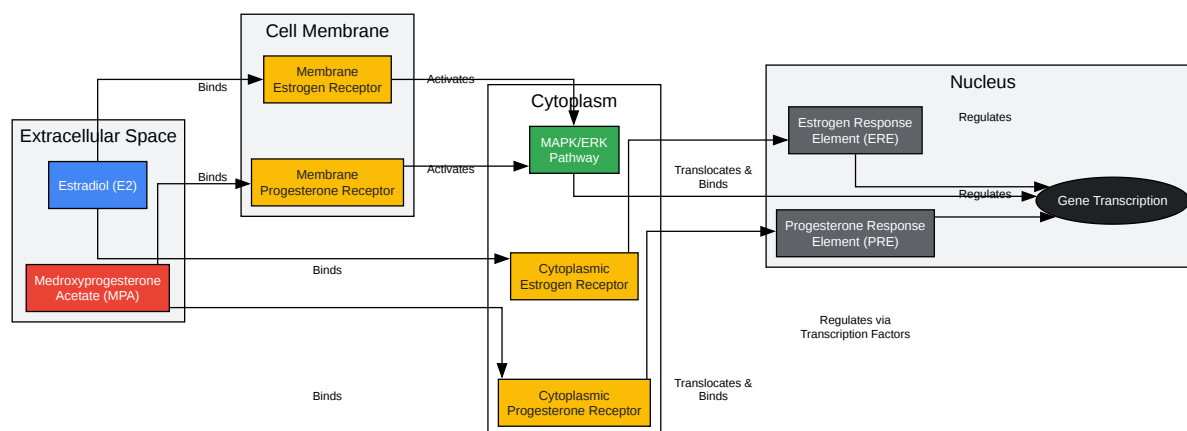 Cell Membrane
Membrane
Estrogen Receptor
Binds
Activates
Nucleus
Cytoplasm
Estrogen Response
Element (ERE)
Regulates
Extracellular Space
MAPK/ERK
Pathway
Estradiol (E2)
Binds
Membrane
Progesterone Receptor
Activates
Translocates &
Binds
Regulates
Gene Transcription
Progesterone Response
Element (PRE)
Medroxyprogesterone
Acetate (MPA)
Binds
Cytoplasmic
Estrogen Receptor
Regulates via
Transcription Factors
Binds
Cytoplasmic
Progesterone Receptor
Translocates &
Binds